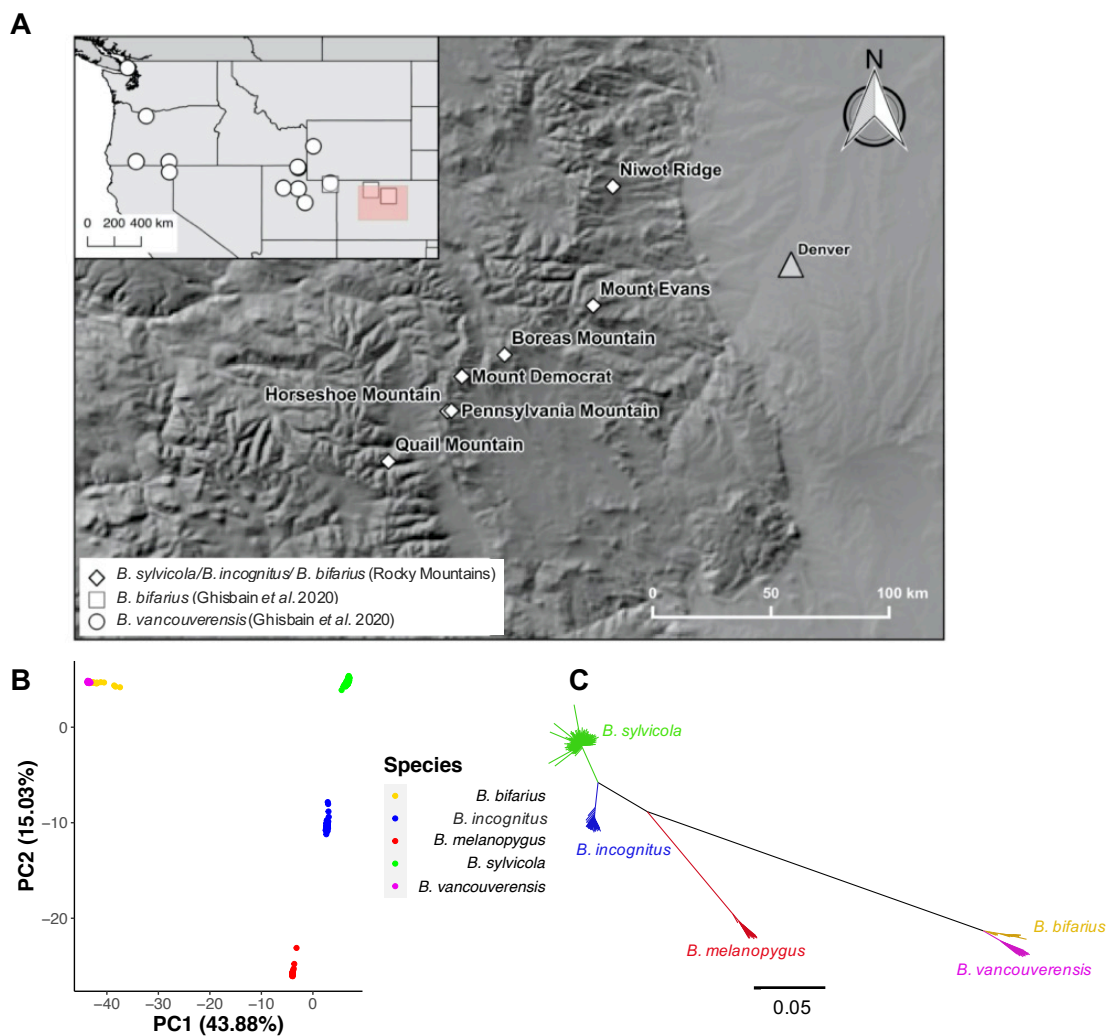 A
N
Niwot Ridge
Denver
Mount Evans
Boreas Mountain
Mount Democrat
Horseshoe Mountain
Pennsylvania Mountain
Quail Mountain
0 200 400 km
B. sylvicola/B. incognitus/ B. bifarius (Rocky Mountains)
B. bifarius (Ghisbain et al. 2020)
B. vancouverensis (Ghisbain et al. 2020)
0 50 100 km
B
PC2 (15.03%)
0
−10
−20
−40 −30 −20 −10 0
PC1 (43.88%)
Species
B. bifarius
B. incognitus
B. melanopygus
B. sylvicola
B. vancouverensis
C
B. sylvicola
B. incognitus
B. melanopygus
B. bifarius
B. vancouverensis
0.05